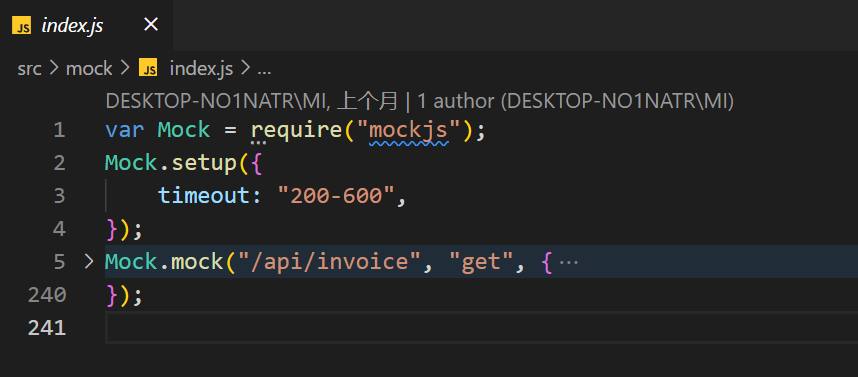 JS index.js ×
src > mock > JS index.js > ...
DESKTOP-NO1NATR\MI, 上个月 | 1 author (DESKTOP-NO1NATR\MI)
1 var Mock = require("mockjs");
2 Mock.setup({
3 timeout: "200-600",
4 });
5 > Mock.mock("/api/invoice", "get", { ...
240 });
241